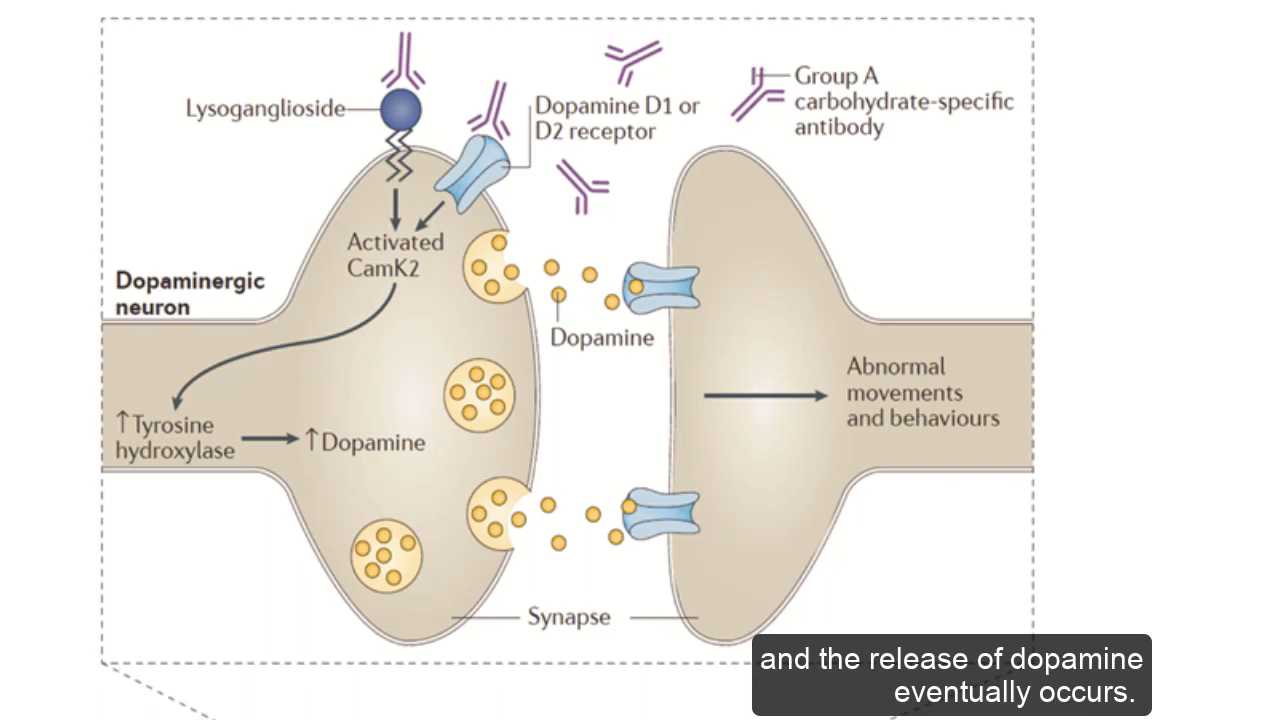 Lysoganglioside
Dopamine D1 or
D2 receptor
Group A
carbohydrate-specific
antibody
Activated
CamK2
Dopaminergic
neuron
Dopamine
Abnormal
movements
and behaviours
↑Tyrosine
hydroxylase
↑Dopamine
Synapse
and the release of dopamine
eventually occurs.